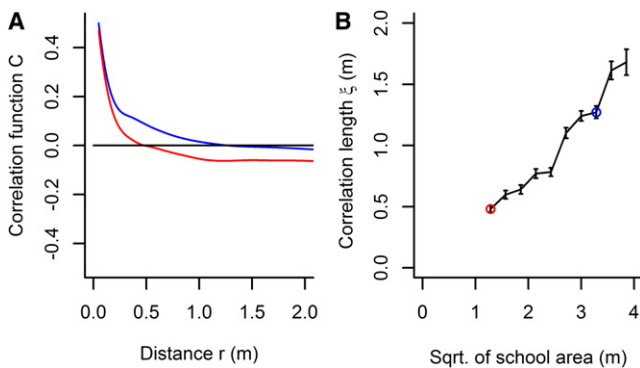 A
Correlation function C
0.4
0.2
0.0
-0.2
-0.4
0.0 0.5 1.0 1.5 2.0
Distance r (m)
B
Correlation length ξ (m)
2.0
1.5
1.0
0.5
0.0
0 1 2 3 4
Sqrt. of school area (m)